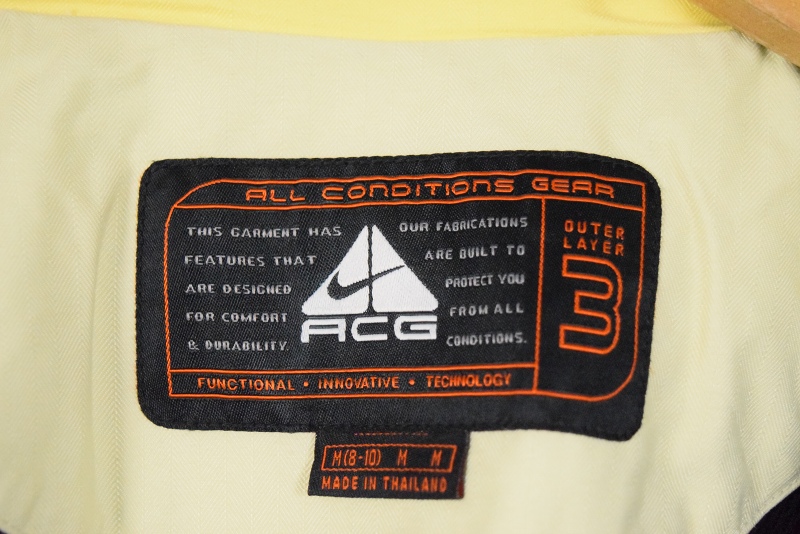 ALL CONDITIONS GEAR
THIS GARMENT HAS
FEATURES THAT
ARE DESIGNED
FOR COMFORT
& DURABILITY.
ACG
OUR FABRICATIONS
ARE BUILT TO
PROTECT YOU
FROM ALL
CONDITIONS.
OUTER
LAYER
3
FUNCTIONAL • INNOVATIVE • TECHNOLOGY
M(8-10) M M
MADE IN THAILAND